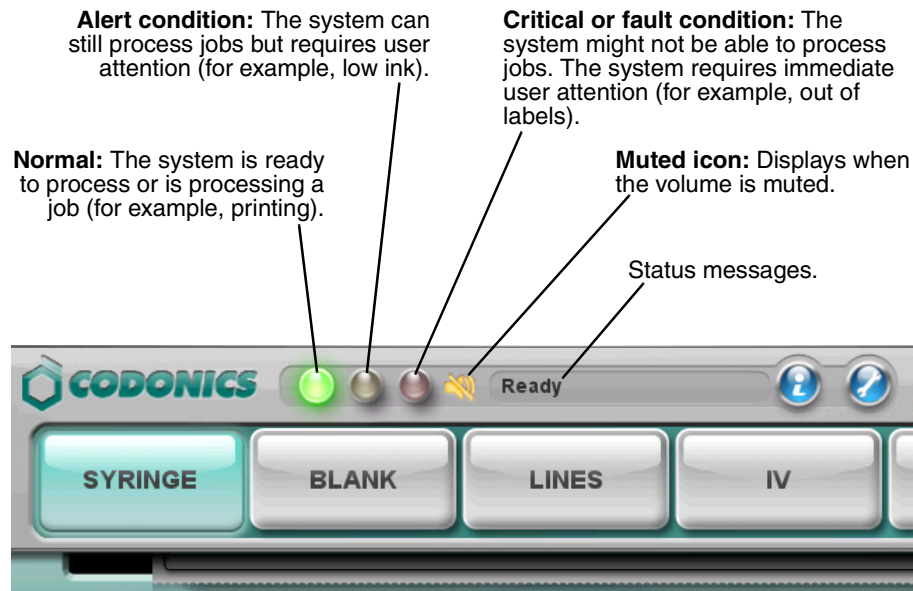 Alert condition: The system can
still process jobs but requires user
attention (for example, low ink).
Critical or fault condition: The
system might not be able to process
jobs. The system requires immediate
user attention (for example, out of
labels).
Normal: The system is ready
to process or is processing a
job (for example, printing).
Muted icon: Displays when
the volume is muted.
Status messages.
CODONICS
Ready
i
SYRINGE
BLANK
LINES
IV